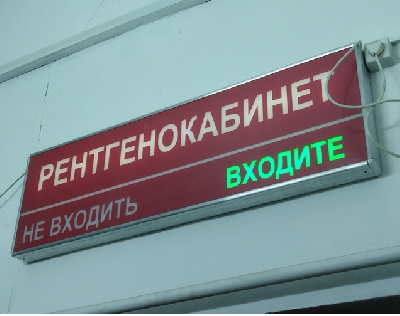 РЕНТГЕНОКАБИНЕТ
НЕ ВХОДИТЬ ВХОДИТЕ